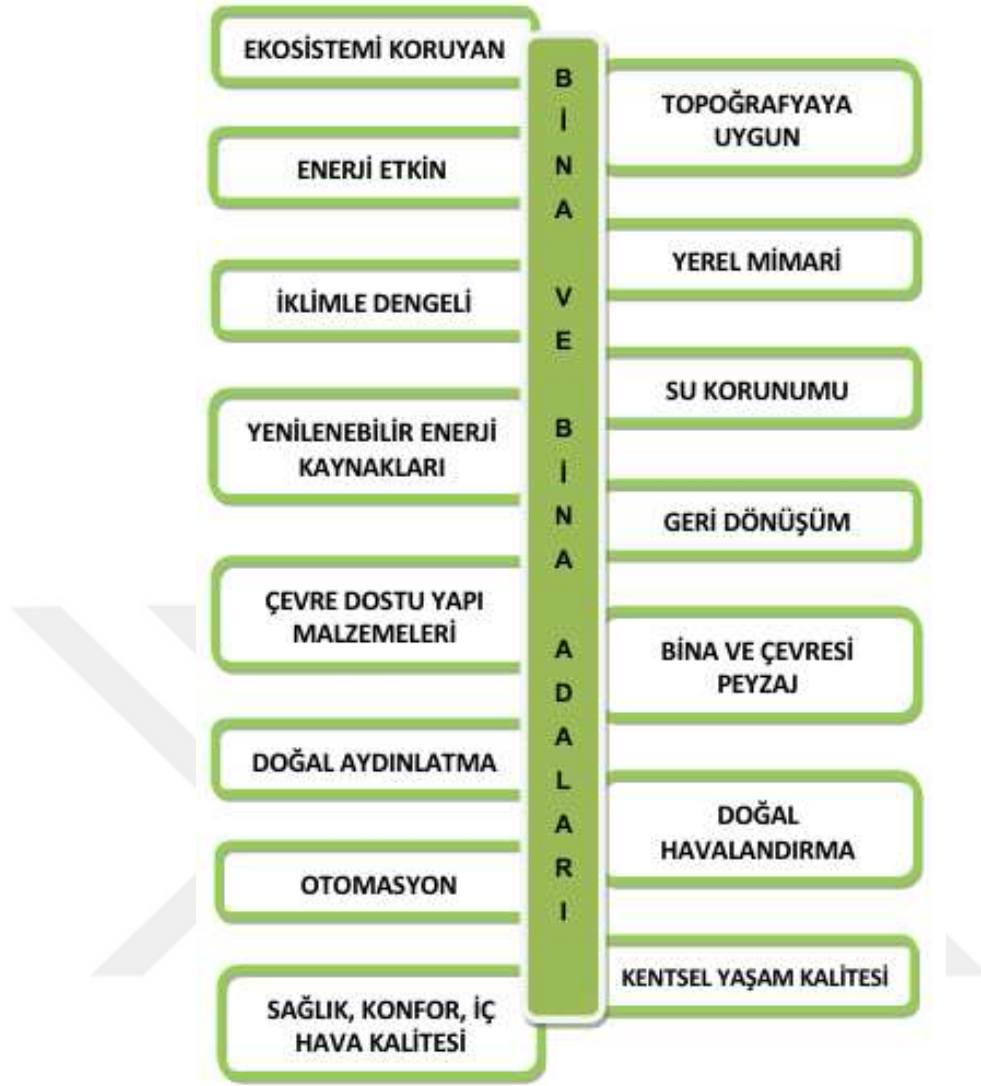 EKOSİSTEMİ KORUYAN
ENERJİ ETKİN
İKLİMLE DENGELİ
YENİLENEBİLİR ENERJİ
KAYNAKLARI
ÇEVRE DOSTU YAPI
MALZEMELERİ
DOĞAL AYDINLATMA
OTOMASYON
SAĞLIK, KONFOR, İÇ
HAVA KALİTESİ
BİNA VE BİNA ADALARI
TOPOĞRAFYAYA
UYGUN
YEREL MİMARİ
SU KORUNUMU
GERİ DÖNÜŞÜM
BİNA VE ÇEVRESİ
PEYZAJ
DOĞAL
HAVALANDIRMA
KENTSEL YAŞAM KALİTESİ